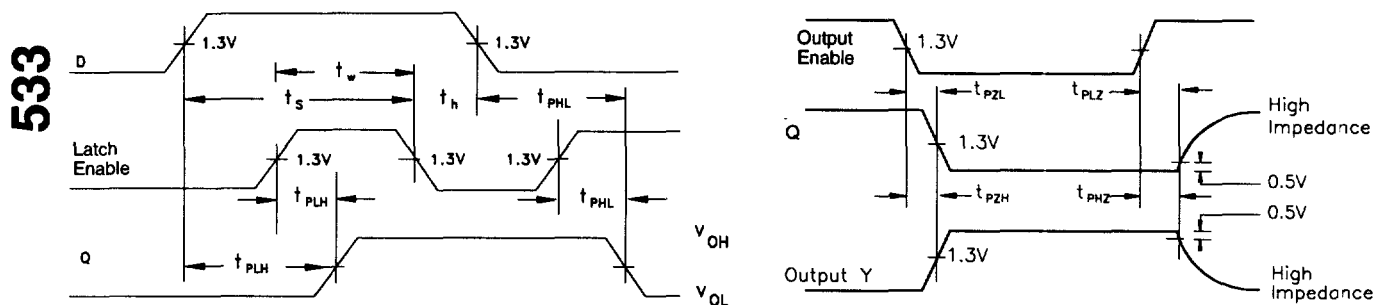 533
D
1.3V
1.3V
t_w
t_S
t_h
t_PHL
Latch
Enable
1.3V
1.3V
1.3V
t_PLH
t_PHL
Q
t_PLH
V_OH
V_OL
Output
Enable
1.3V
t_PZL
t_PLZ
Q
1.3V
High
Impedance
0.5V
t_PZH
t_PHZ
0.5V
Output Y
1.3V
High
Impedance